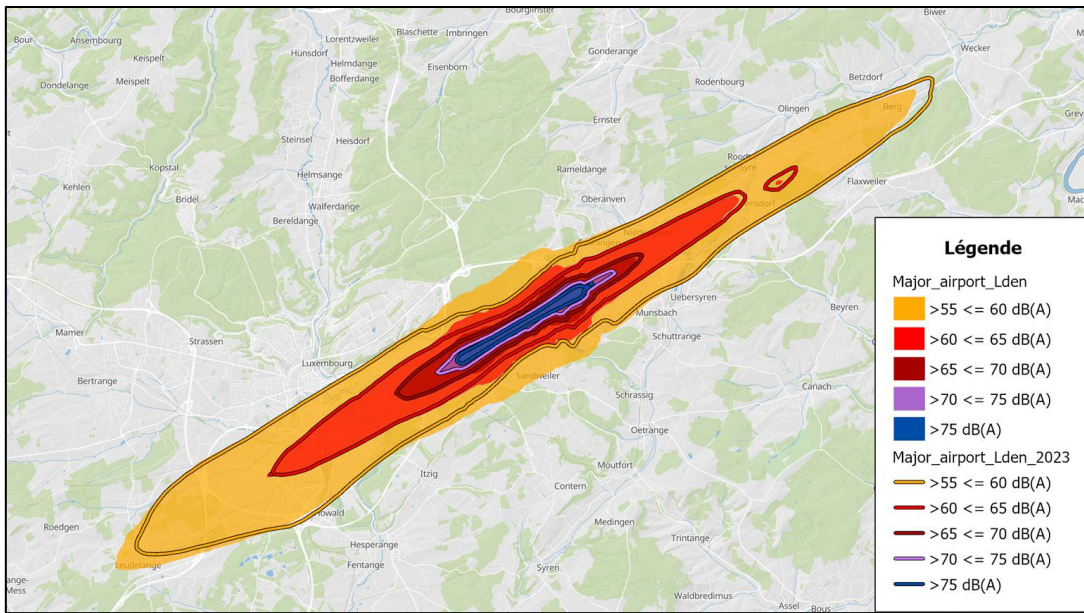 Bourglinster
Biwer
Bour
Ansembourg
Blaschette
Imbringen
Lorentzweiler
Hünsdorf
Gonderange
Wecker
Keispelt
Helmdange
Eisenborn
Bofferdange
Betzdorf
Dondelange
Meispelt
Rodenbourg
Berg
Olingen
Ernster
Steinsel
Heisdorf
Kopstal
Rameldange
Flaxweiler
Kehlen
Bridel
Helmsange
Walferdange
Oberanven
Bereldange
Légende
Major_airport_Lden
>55 <= 60 dB(A)
>60 <= 65 dB(A)
>65 <= 70 dB(A)
>70 <= 75 dB(A)
>75 dB(A)
Major_airport_Lden_2023
>55 <= 60 dB(A)
>60 <= 65 dB(A)
>65 <= 70 dB(A)
>70 <= 75 dB(A)
>75 dB(A)
Uebersyren
Beyren
Munsbach
Mamer
Strassen
Schuttrange
Luxembourg
Bertrange
Sandweiler
Canach
Schrassig
Oetrange
Itzig
Moutfort
Contern
Roedgen
Medingen
Hesperange
Trintange
Leudelange
Fentange
Syren
Waldbredimus
Assel
Bous